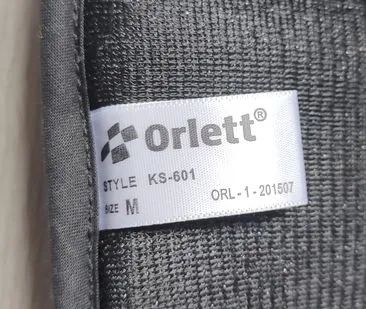 Orlett®
STYLE KS-601
SIZE M ORL-1-201507